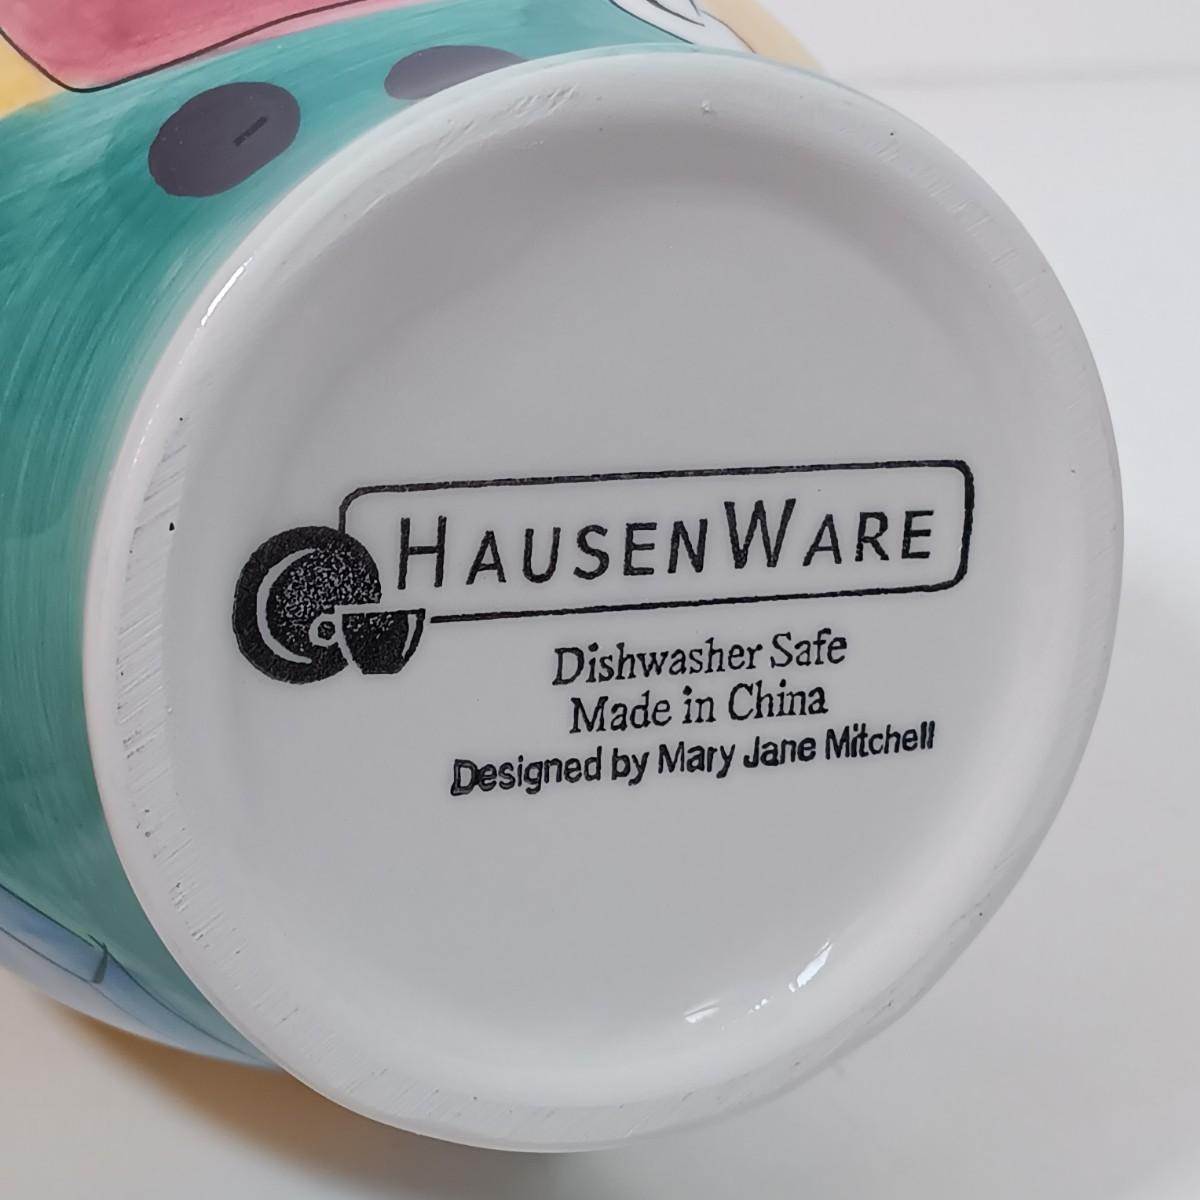 HAUSENWARE
Dishwasher Safe
Made in China
Designed by Mary Jane Mitchell